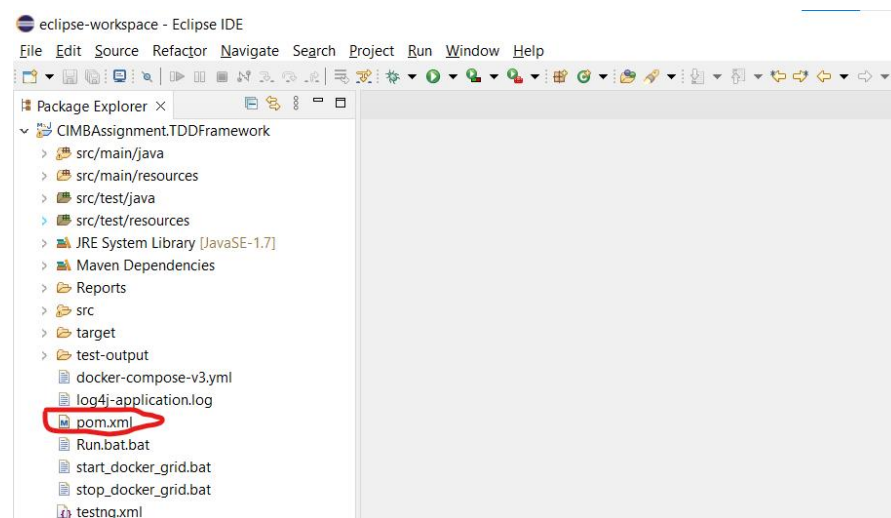 eclipse-workspace - Eclipse IDE
File Edit Source Refactor Navigate Search Project Run Window Help
Package Explorer
CIMBAssignment.TDDFramework
src/main/java
src/main/resources
src/test/java
src/test/resources
JRE System Library [JavaSE-1.7]
Maven Dependencies
Reports
src
target
test-output
docker-compose-v3.yml
log4j-application.log
pom.xml
Run.bat.bat
start_docker_grid.bat
stop_docker_grid.bat
testng.xml